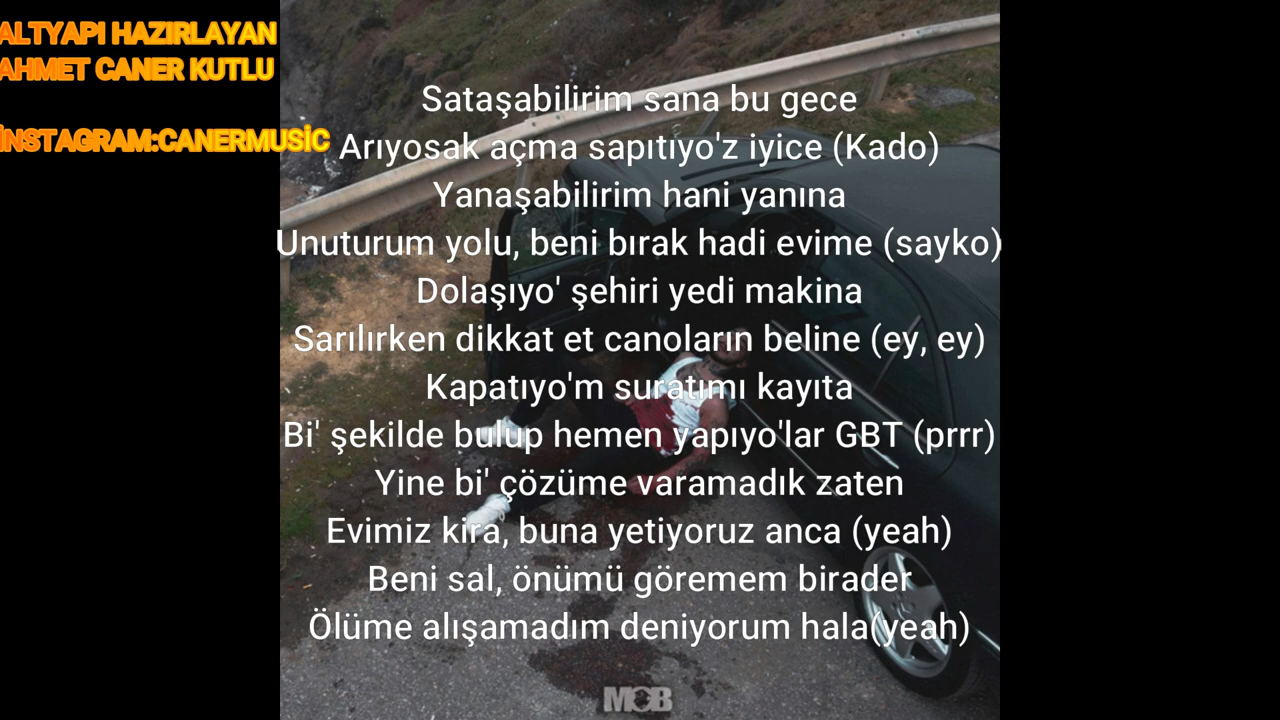 ALTYAPI HAZIRLAYAN
AHMET CANER KUTLU
İNSTAGRAM:CANERMUSİC
Sataşabilirim sana bu gece
Arıyosak açma sapıtıyo'z iyice (Kado)
Yanaşabilirim hani yanına
Unuturum yolu, beni bırak hadi evime (sayko)
Dolaşıyo' şehiri yedi makina
Sarılırken dikkat et canoların beline (ey, ey)
Kapatıyo'm suratımı kayıta
Bi' şekilde bulup hemen yapıyo'lar GBT (prrr)
Yine bi' çözüme varamadık zaten
Evimiz kira, buna yetiyoruz anca (yeah)
Beni sal, önümü göremem birader
Ölüme alışamadım deniyorum hala(yeah)
MOB